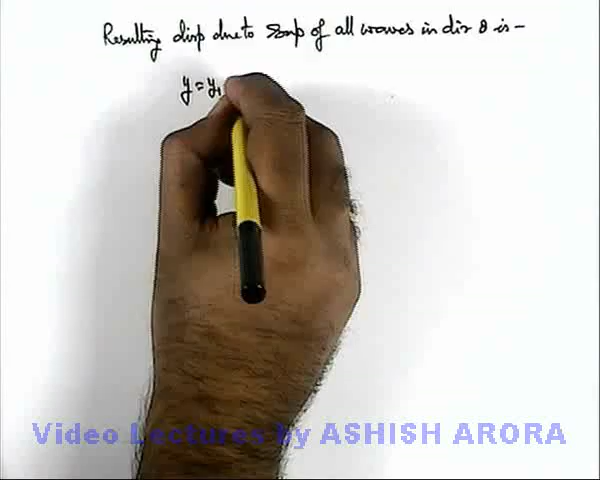 Resulting disp due to Sup of all waves in dir θ is –
y = y₁
Video Lectures by ASHISH ARORA